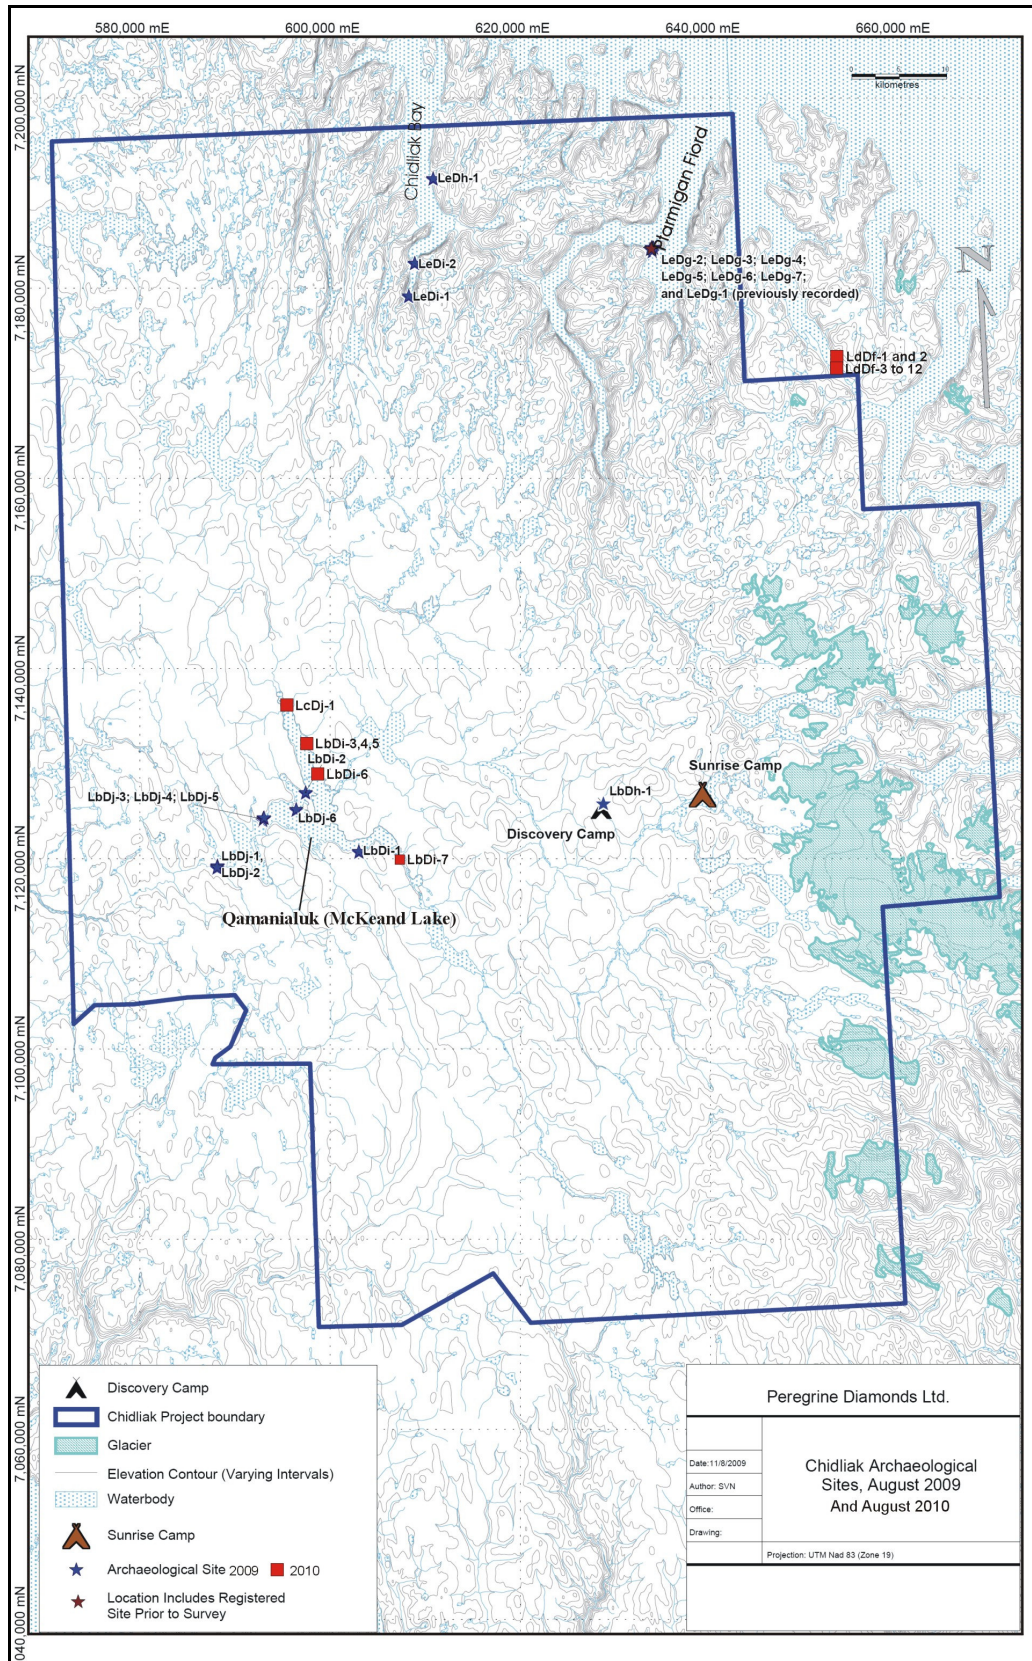 580,000 mE
600,000 mE
620,000 mE
640,000 mE
660,000 mE
7,200,000 mN
7,180,000 mN
7,160,000 mN
7,140,000 mN
7,120,000 mN
7,100,000 mN
7,080,000 mN
7,060,000 mN
040,000 mN
0 5 10
kilometres
N
Chidliak Bay
Ptarmigan Fiord
LeDh-1
LeDi-2
LeDi-1
LeDg-2; LeDg-3; LeDg-4;
LeDg-5; LeDg-6; LeDg-7;
and LeDg-1 (previously recorded)
LdDf-1 and 2
LdDf-3 to 12
LcDj-1
LbDi-3,4,5
LbDi-2
LbDi-6
LbDj-3; LbDj-4; LbDj-5
LbDj-6
LbDj-1,
LbDj-2
LbDi-1
LbDi-7
Qamanialuk (McKeand Lake)
LbDh-1
Discovery Camp
Sunrise Camp
Discovery Camp
Chidliak Project boundary
Glacier
Elevation Contour (Varying Intervals)
Waterbody
Sunrise Camp
Archaeological Site 2009 2010
Location Includes Registered
Site Prior to Survey
Peregrine Diamonds Ltd.
Date:11/8/2009
Author: SVN
Office:
Drawing:
Chidliak Archaeological
Sites, August 2009
And August 2010
Projection: UTM Nad 83 (Zone 19)